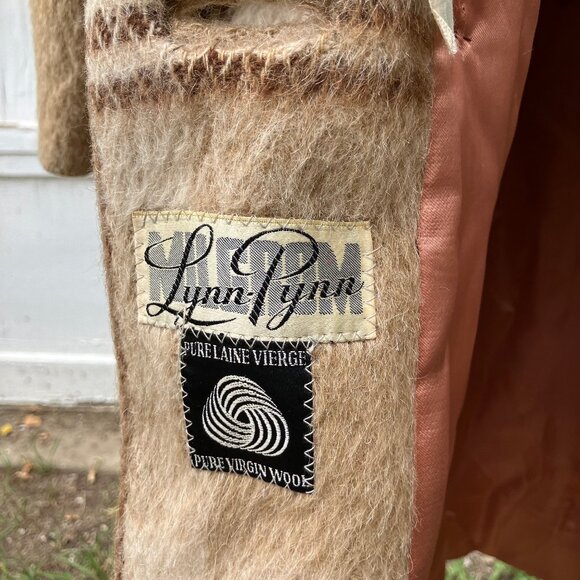 Lynn-Pynn
PURE LAINE VIERGE
PURE VIRGIN WOOL